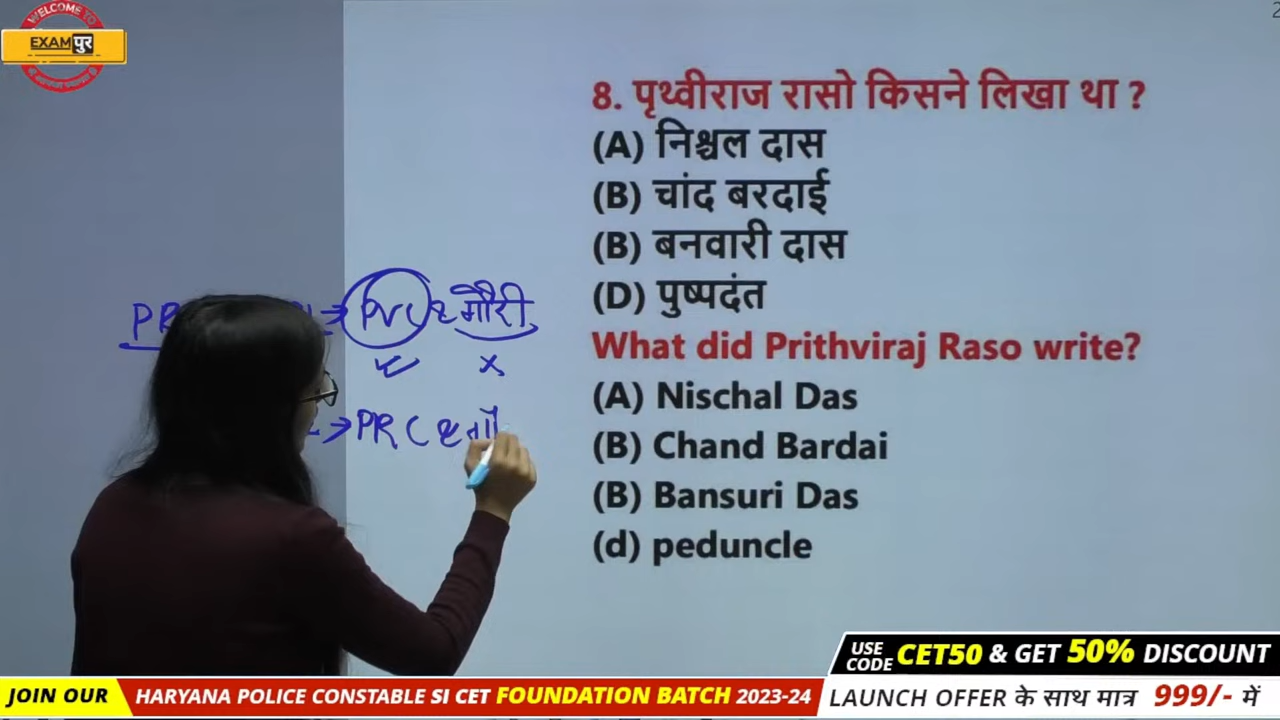 WELCOME TO
EXAMपुर
8. पृथ्वीराज रासो किसने लिखा था ?
(A) निश्चल दास
(B) चांद बरदाई
(B) बनवारी दास
(D) पुष्पदंत
What did Prithviraj Raso write?
(A) Nischal Das
(B) Chand Bardai
(B) Bansuri Das
(d) peduncle
गौरी
→ PRC
USE CODE CET50 & GET 50% DISCOUNT
JOIN OUR HARYANA POLICE CONSTABLE SI CET FOUNDATION BATCH 2023-24 LAUNCH OFFER के साथ मात्र 999/- में